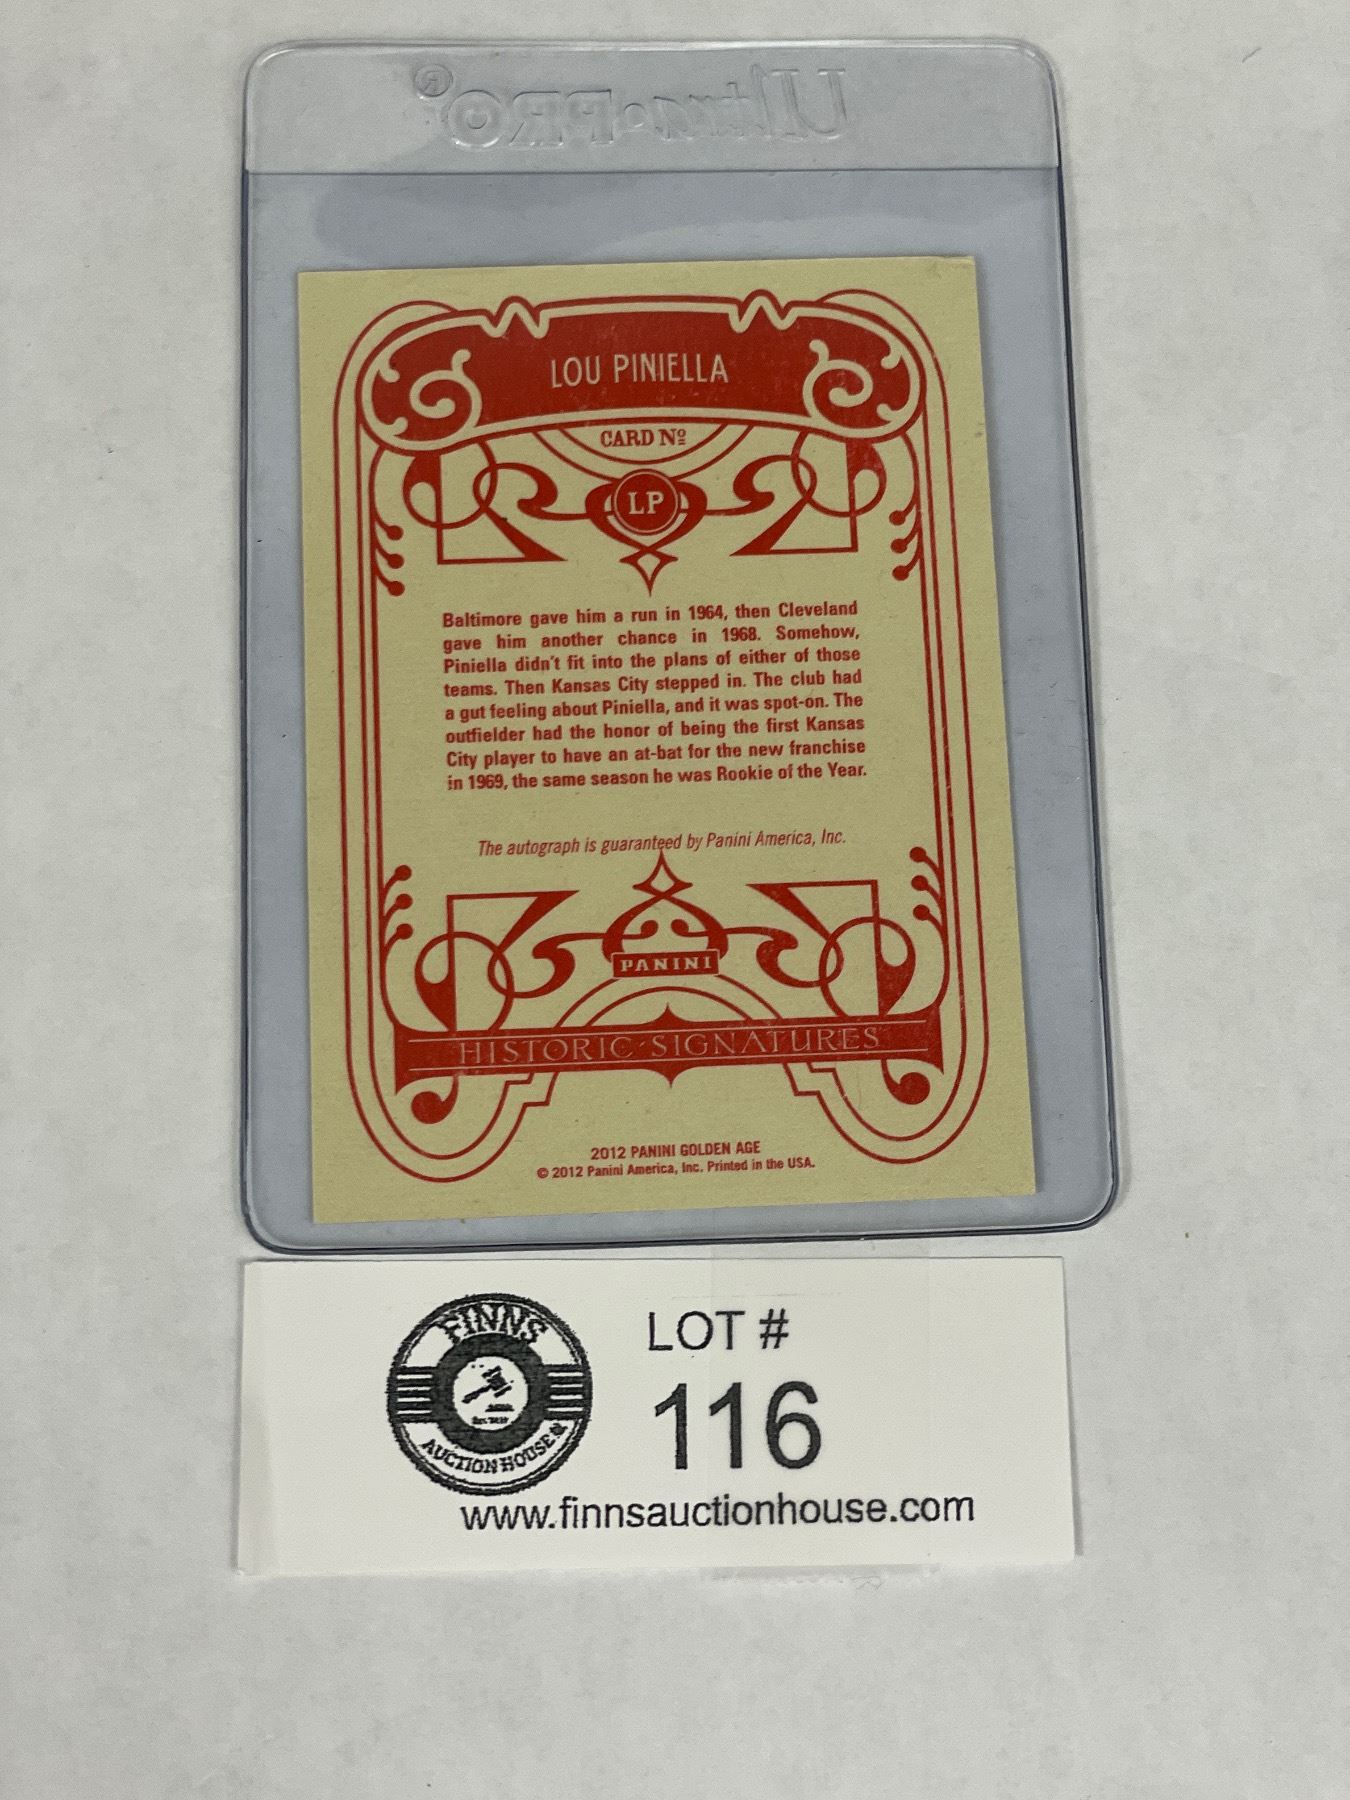 Ultra·PRO®
LOU PINIELLA
CARD Nº
LP
Baltimore gave him a run in 1964, then Cleveland
gave him another chance in 1968. Somehow,
Piniella didn't fit into the plans of either of those
teams. Then Kansas City stepped in. The club had
a gut feeling about Piniella, and it was spot-on. The
outfielder had the honor of being the first Kansas
City player to have an at-bat for the new franchise
in 1969, the same season he was Rookie of the Year.
The autograph is guaranteed by Panini America, Inc.
PANINI
HISTORIC SIGNATURES
2012 PANINI GOLDEN AGE
© 2012 Panini America, Inc. Printed in the USA.
FINNS
AUCTION HOUSE
LOT #
116
www.finnsauctionhouse.com